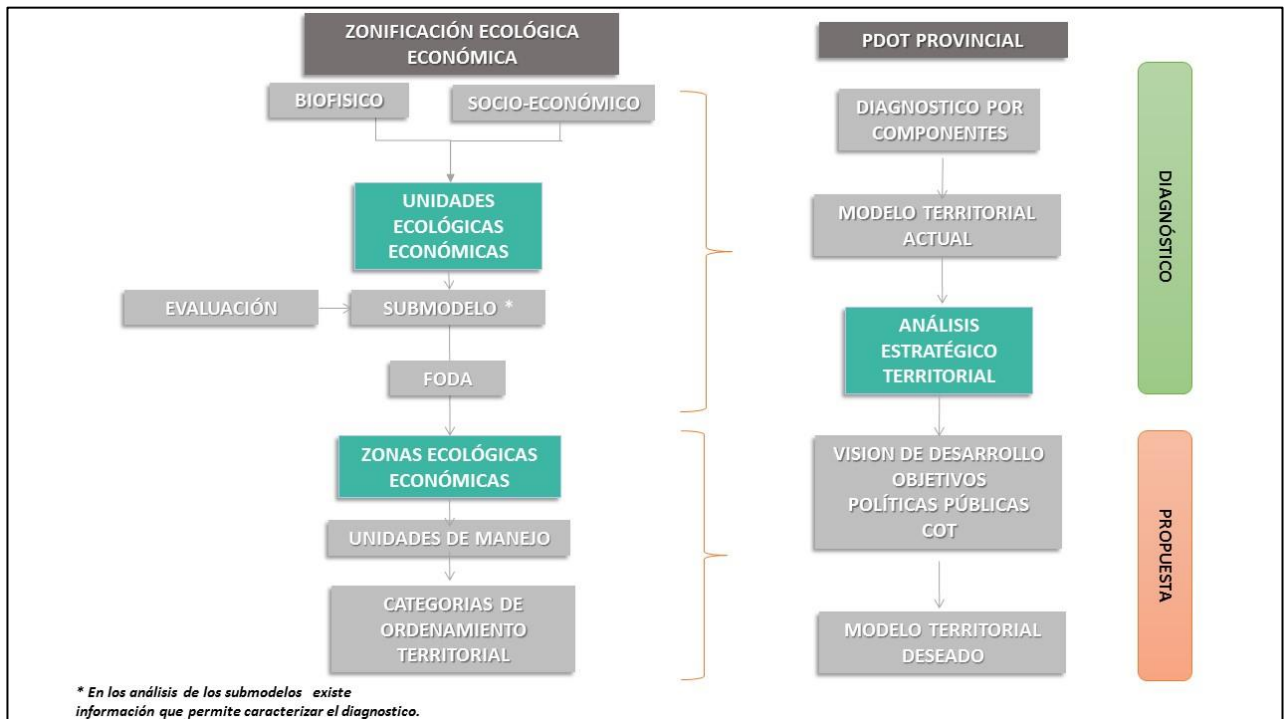 ZONIFICACIÓN ECOLÓGICA
ECONÓMICA
BIOFISICO
SOCIO-ECONÓMICO
UNIDADES
ECOLÓGICAS
ECONÓMICAS
EVALUACIÓN
SUBMODELO *
FODA
ZONAS ECOLÓGICAS
ECONÓMICAS
UNIDADES DE MANEJO
CATEGORIAS DE
ORDENAMIENTO
TERRITORIAL
* En los análisis de los submodelos existe
información que permite caracterizar el diagnostico.
PDOT PROVINCIAL
DIAGNOSTICO POR
COMPONENTES
MODELO TERRITORIAL
ACTUAL
ANÁLISIS
ESTRATÉGICO
TERRITORIAL
VISION DE DESARROLLO
OBJETIVOS
POLÍTICAS PÚBLICAS
COT
MODELO TERRITORIAL
DESEADO
DIAGNÓSTICO
PROPUESTA